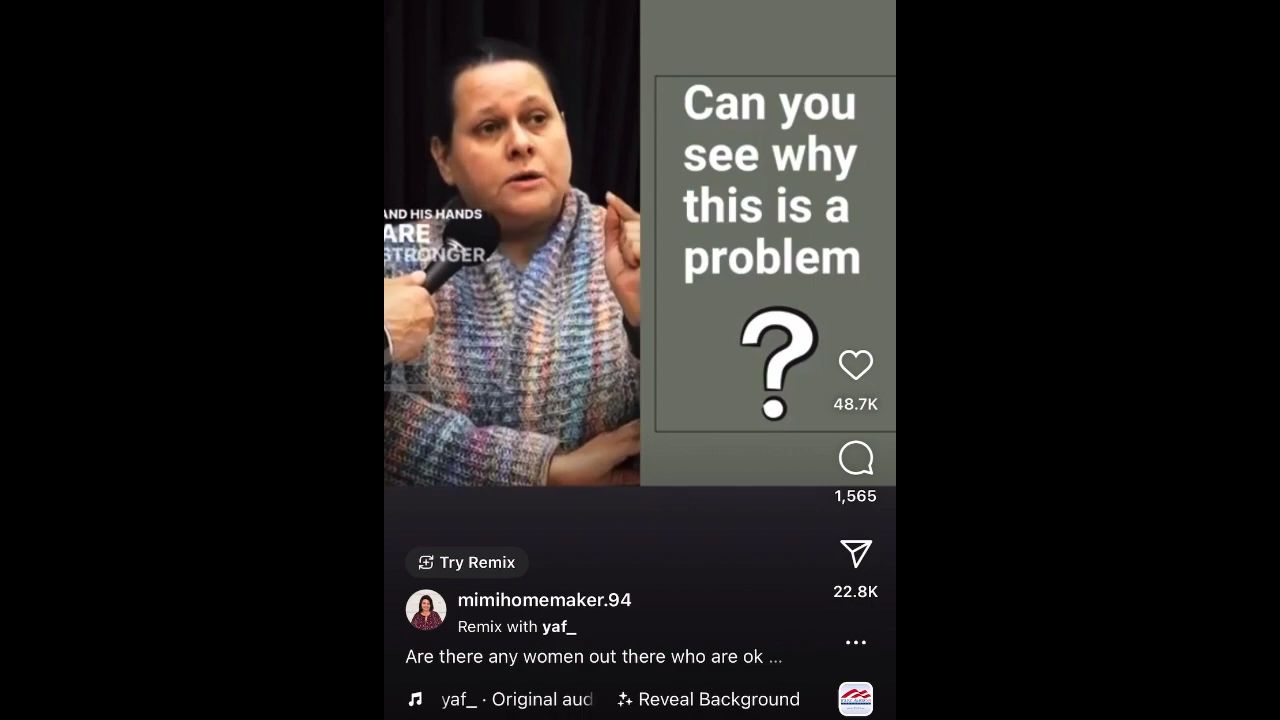 AND HIS HANDS
ARE
STRONGER.
Can you
see why
this is a
problem
?
48.7K
1,565
22.8K
Try Remix
mimihomemaker.94
Remix with yaf_
Are there any women out there who are ok ...
yaf_ · Original aud
Reveal Background